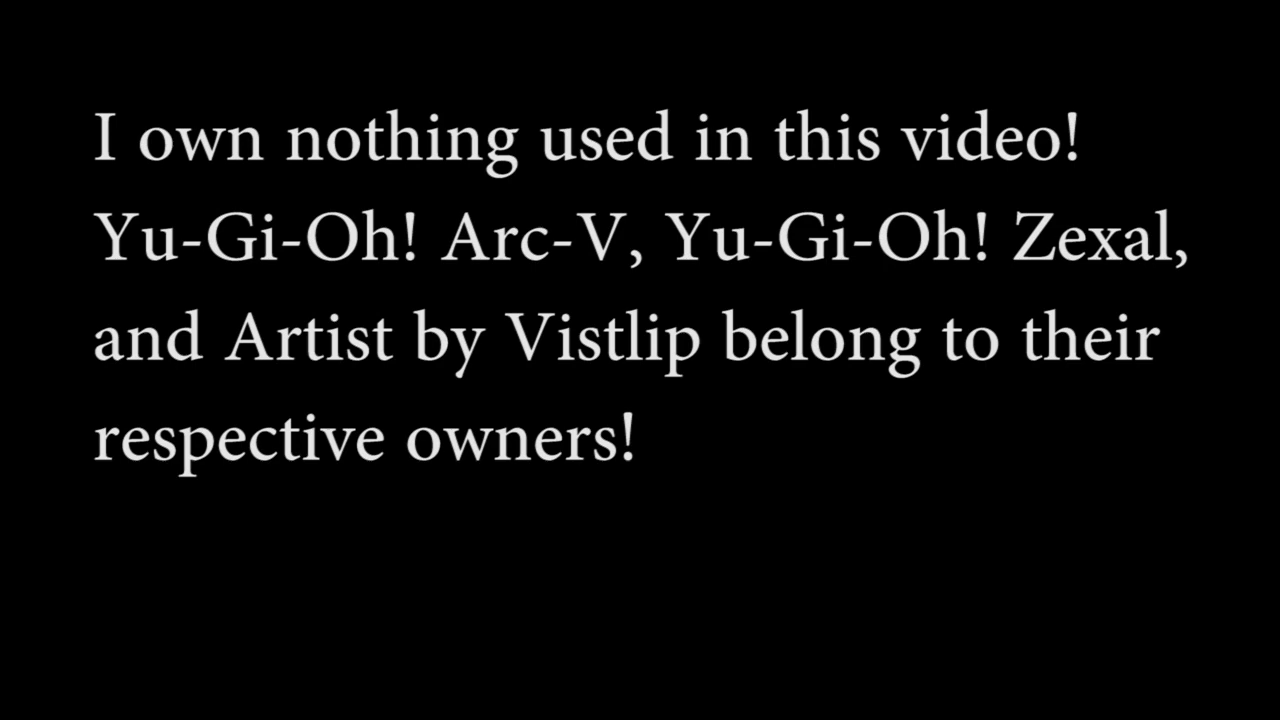 I own nothing used in this video!
Yu-Gi-Oh! Arc-V, Yu-Gi-Oh! Zexal,
and Artist by Vistlip belong to their
respective owners!